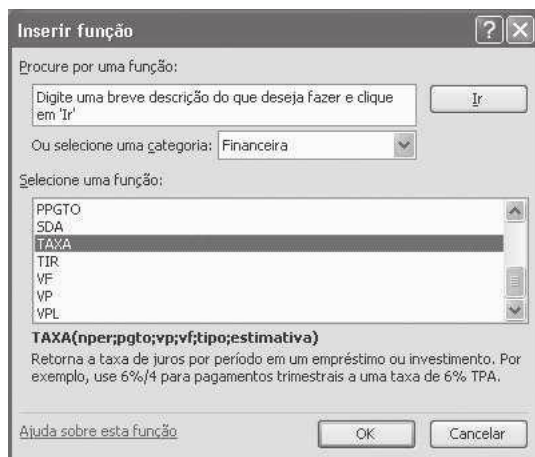 Inserir função
Procure por uma função:
Digite uma breve descrição do que deseja fazer e clique
em 'Ir'
Ir
Ou selecione uma categoria: Financeira
Selecione uma função:
PPGTO
SDA
TAXA
TIR
VF
VP
VPL
TAXA(nper;pgto;vp;vf;tipo;estimativa)
Retorna a taxa de juros por período em um empréstimo ou investimento. Por
exemplo, use 6%/4 para pagamentos trimestrais a uma taxa de 6% TPA.
Ajuda sobre esta função
OK
Cancelar